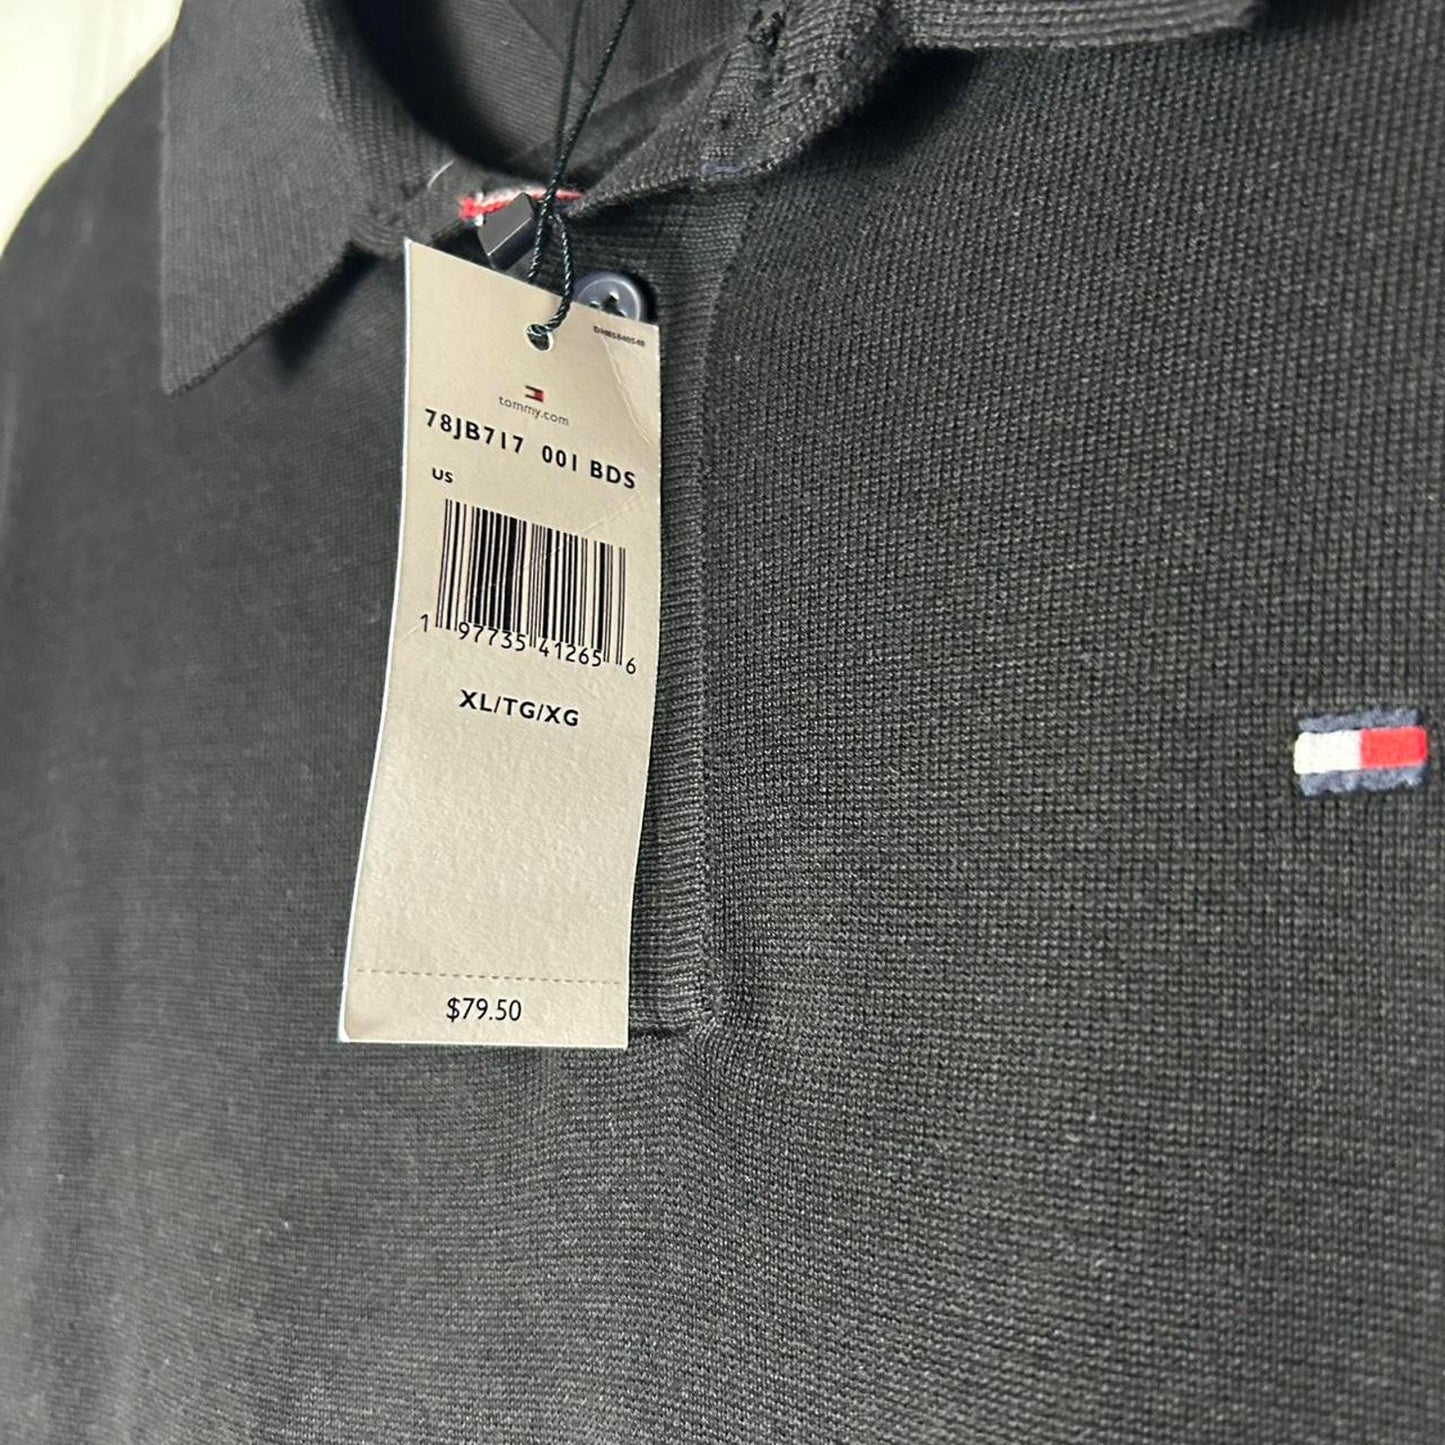 tommy.com
78JB717 001 BDS
US
1 97735 41265 6
XL/TG/XG
$79.50